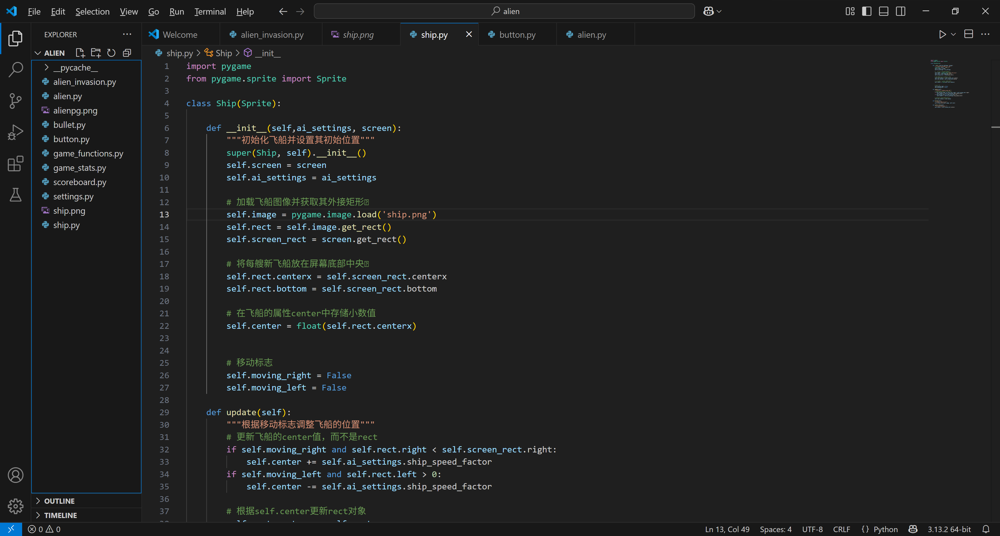 File Edit Selection View Go Run Terminal Help
alien
EXPLORER
ALIEN
__pycache__
alien_invasion.py
alien.py
alienpg.png
bullet.py
button.py
game_functions.py
game_stats.py
scoreboard.py
settings.py
ship.png
ship.py
OUTLINE
TIMELINE
Welcome alien_invasion.py ship.png ship.py button.py alien.py
ship.py > Ship > __init__
1 import pygame
2 from pygame.sprite import Sprite
3
4 class Ship(Sprite):
5
6 def __init__(self,ai_settings, screen):
7 """初始化飞船并设置其初始位置"""
8 super(Ship, self).__init__()
9 self.screen = screen
10 self.ai_settings = ai_settings
11
12 # 加载飞船图像并获取其外接矩形
13 self.image = pygame.image.load('ship.png')
14 self.rect = self.image.get_rect()
15 self.screen_rect = screen.get_rect()
16
17 # 将每艘新飞船放在屏幕底部中央
18 self.rect.centerx = self.screen_rect.centerx
19 self.rect.bottom = self.screen_rect.bottom
20
21 # 在飞船的属性center中存储小数值
22 self.center = float(self.rect.centerx)
23
24
25 # 移动标志
26 self.moving_right = False
27 self.moving_left = False
28
29 def update(self):
30 """根据移动标志调整飞船的位置"""
31 # 更新飞船的center值，而不是rect
32 if self.moving_right and self.rect.right < self.screen_rect.right:
33 self.center += self.ai_settings.ship_speed_factor
34 if self.moving_left and self.rect.left > 0:
35 self.center -= self.ai_settings.ship_speed_factor
36
37 # 根据self.center更新rect对象
0 0
Ln 13, Col 49 Spaces: 4 UTF-8 CRLF {} Python 3.13.2 64-bit